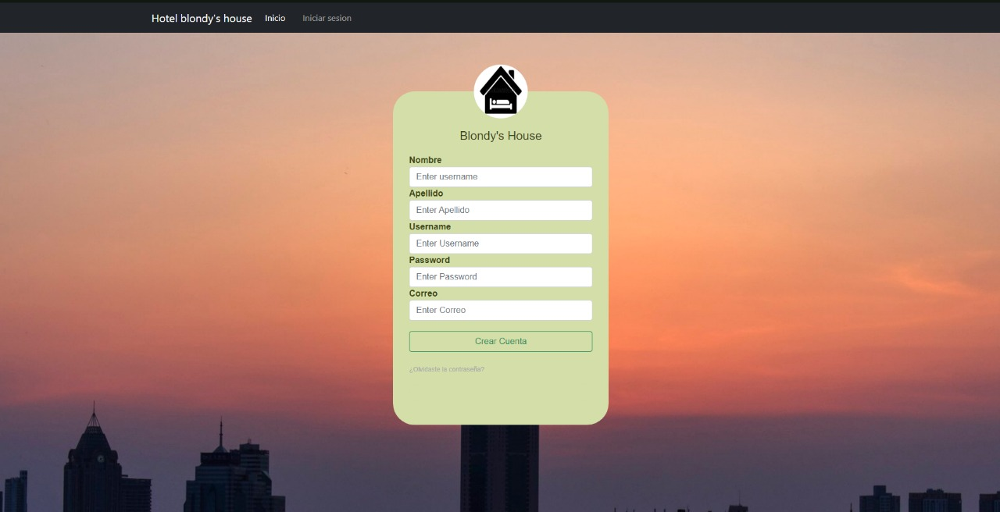 Hotel blondy's house Inicio Iniciar sesion
Blondy's House
Nombre
Enter username
Apellido
Enter Apellido
Username
Enter Username
Password
Enter Password
Correo
Enter Correo
Crear Cuenta
¿Olvidaste la contraseña?